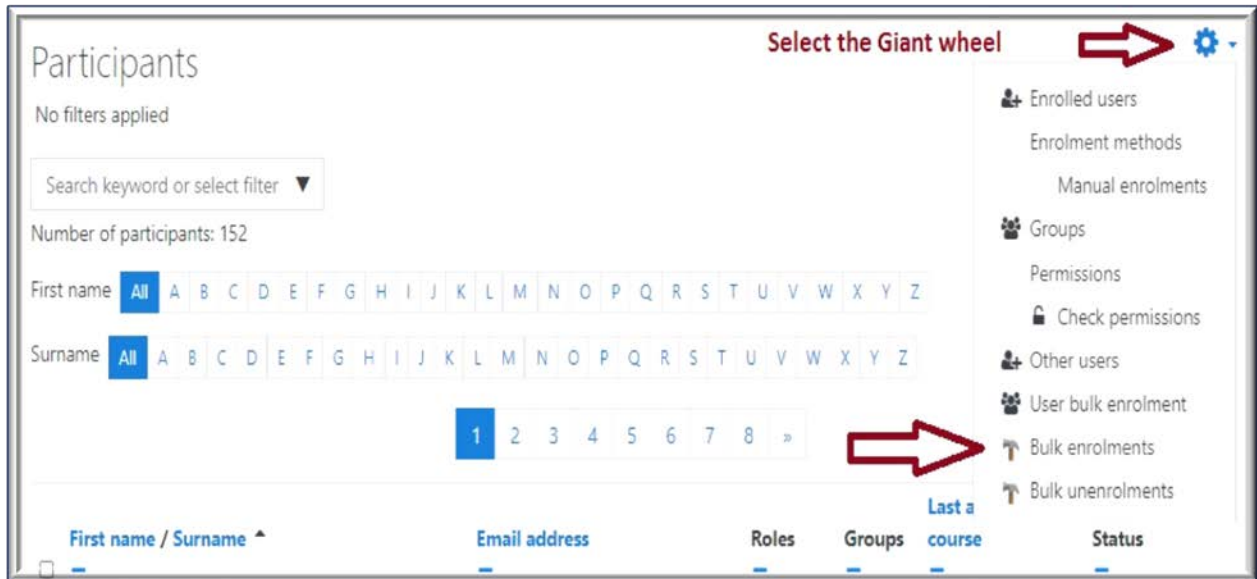 Select the Giant wheel
Participants
No filters applied
Search keyword or select filter ▼
Number of participants: 152
First name All A B C D E F G H I J K L M N O P Q R S T U V W X Y Z
Surname All A B C D E F G H I J K L M N O P Q R S T U V W X Y Z
1 2 3 4 5 6 7 8 »
Enrolled users
Enrolment methods
Manual enrolments
Groups
Permissions
Check permissions
Other users
User bulk enrolment
Bulk enrolments
Bulk unenrolments
First name / Surname Email address Roles Groups Last a
course Status